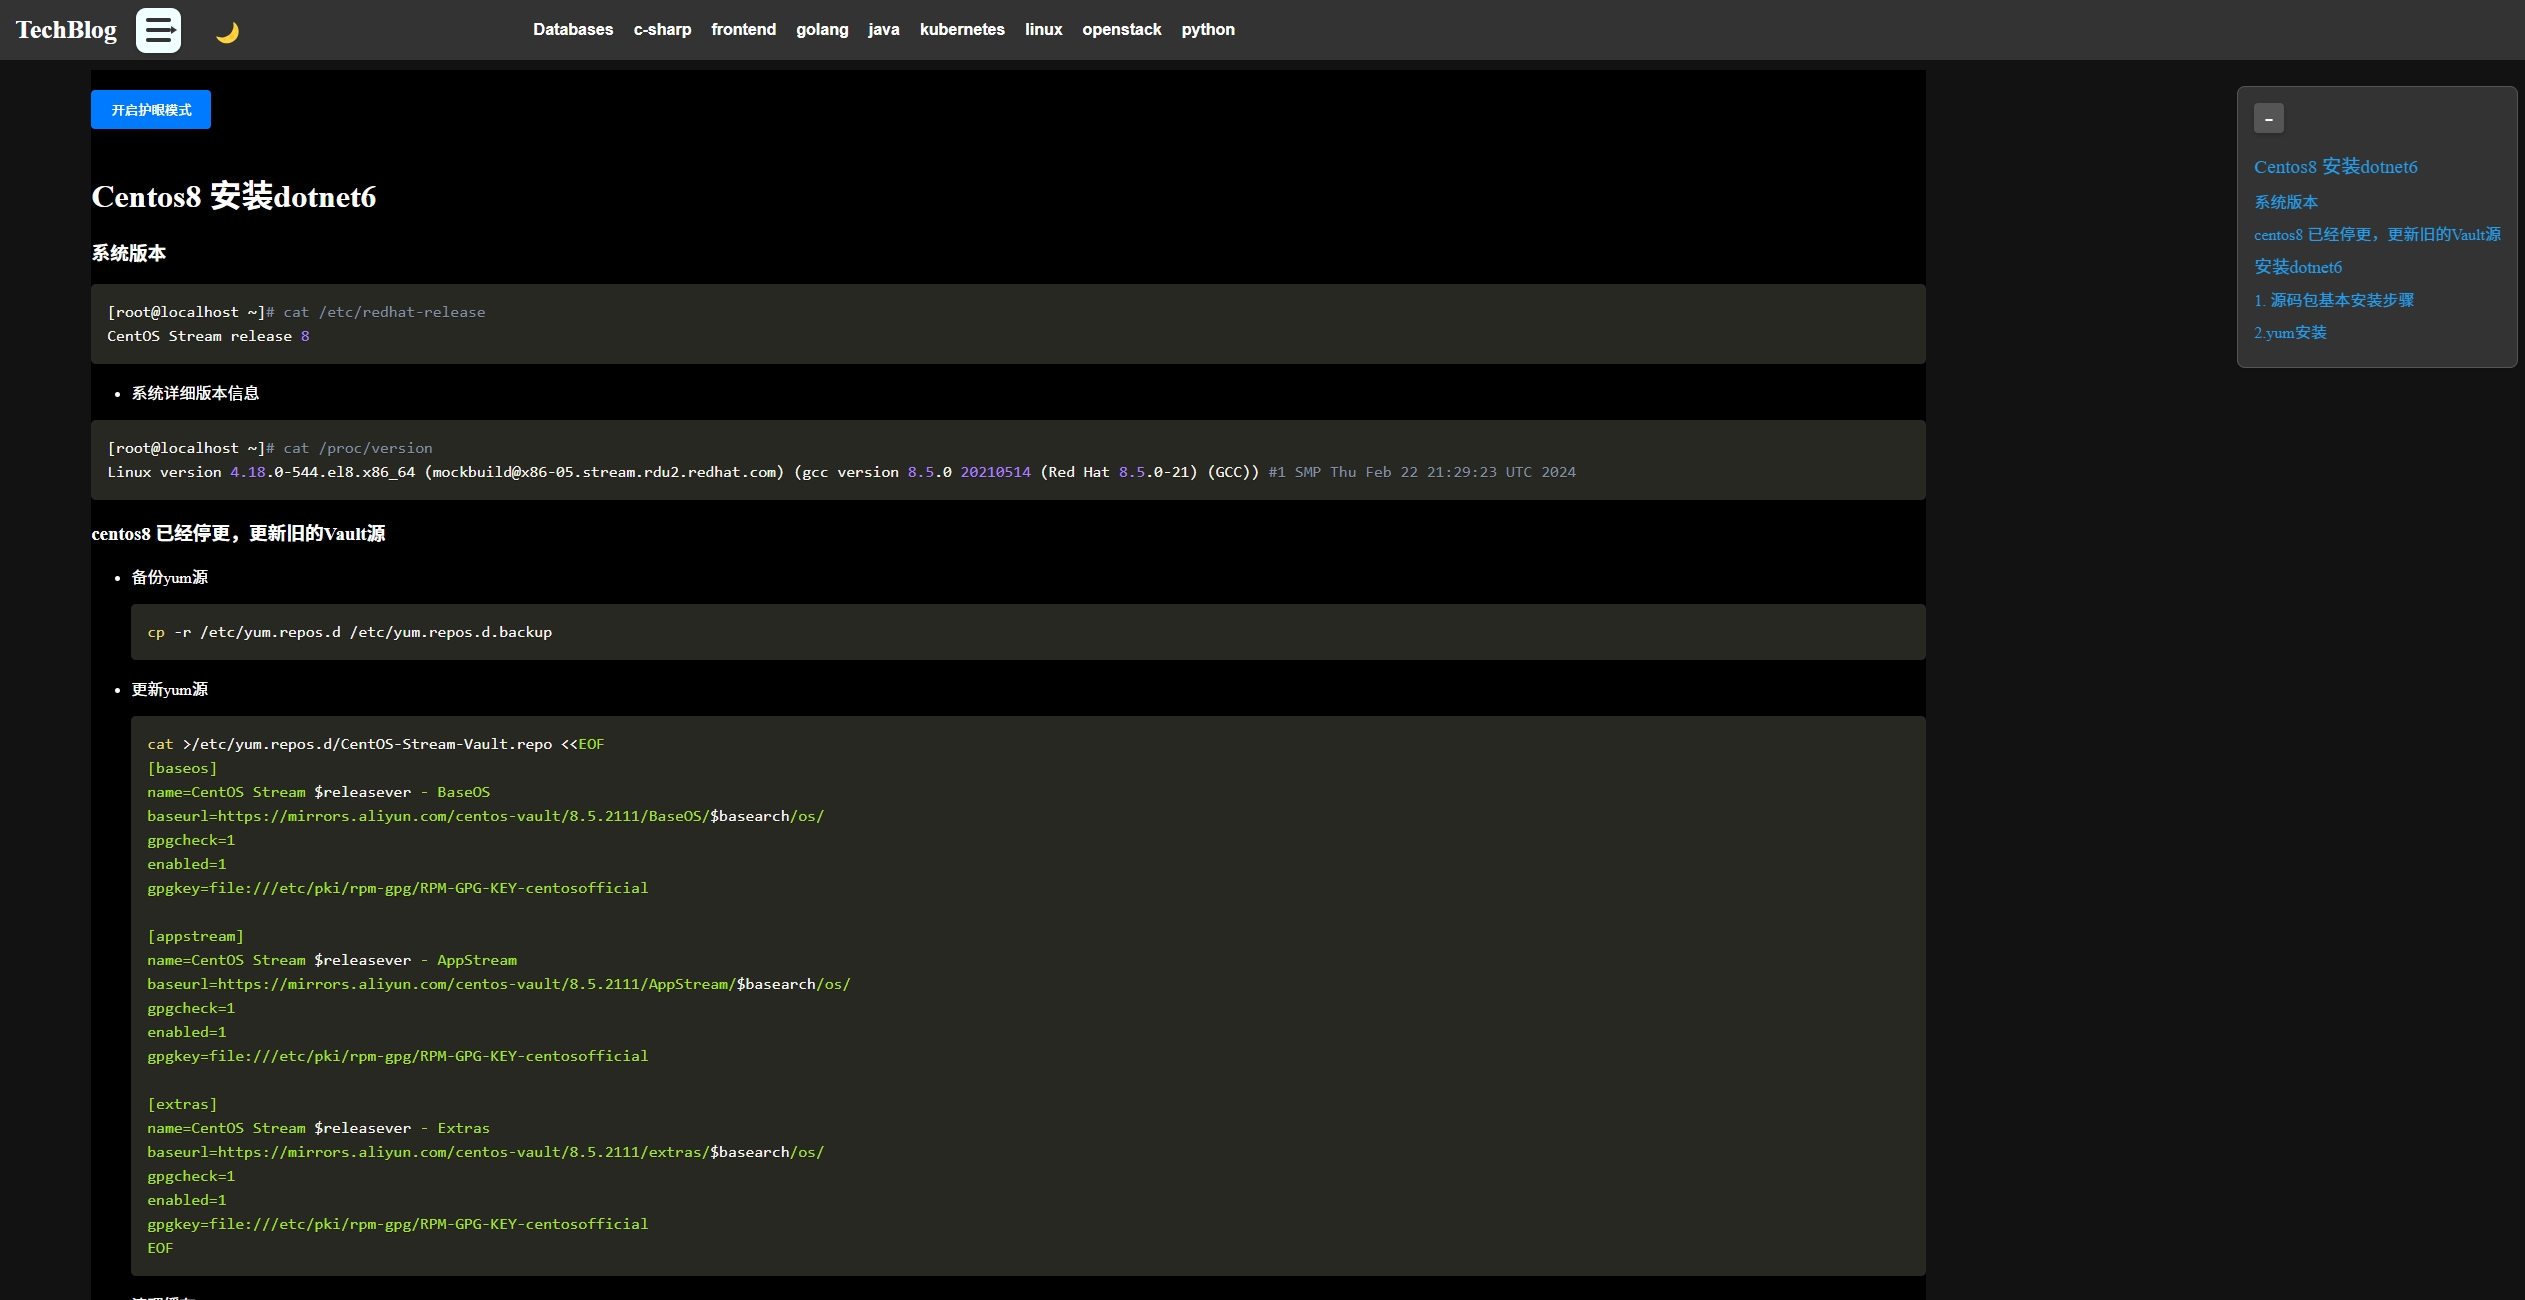 TechBlog
Databases c-sharp frontend golang java kubernetes linux openstack python
开启护眼模式
Centos8 安装dotnet6
系统版本
[root@localhost ~]# cat /etc/redhat-release
CentOS Stream release 8
系统详细版本信息
[root@localhost ~]# cat /proc/version
Linux version 4.18.0-544.el8.x86_64 (mockbuild@x86-05.stream.rdu2.redhat.com) (gcc version 8.5.0 20210514 (Red Hat 8.5.0-21) (GCC)) #1 SMP Thu Feb 22 21:29:23 UTC 2024
centos8 已经停更，更新旧的Vault源
备份yum源
cp -r /etc/yum.repos.d /etc/yum.repos.d.backup
更新yum源
cat >/etc/yum.repos.d/CentOS-Stream-Vault.repo <<EOF
[baseos]
name=CentOS Stream $releasever - BaseOS
baseurl=https://mirrors.aliyun.com/centos-vault/8.5.2111/BaseOS/$basearch/os/
gpgcheck=1
enabled=1
gpgkey=file:///etc/pki/rpm-gpg/RPM-GPG-KEY-centosofficial
[appstream]
name=CentOS Stream $releasever - AppStream
baseurl=https://mirrors.aliyun.com/centos-vault/8.5.2111/AppStream/$basearch/os/
gpgcheck=1
enabled=1
gpgkey=file:///etc/pki/rpm-gpg/RPM-GPG-KEY-centosofficial
[extras]
name=CentOS Stream $releasever - Extras
baseurl=https://mirrors.aliyun.com/centos-vault/8.5.2111/extras/$basearch/os/
gpgcheck=1
enabled=1
gpgkey=file:///etc/pki/rpm-gpg/RPM-GPG-KEY-centosofficial
EOF
-
Centos8 安装dotnet6
系统版本
centos8 已经停更，更新旧的Vault源
安装dotnet6
1. 源码包基本安装步骤
2.yum安装